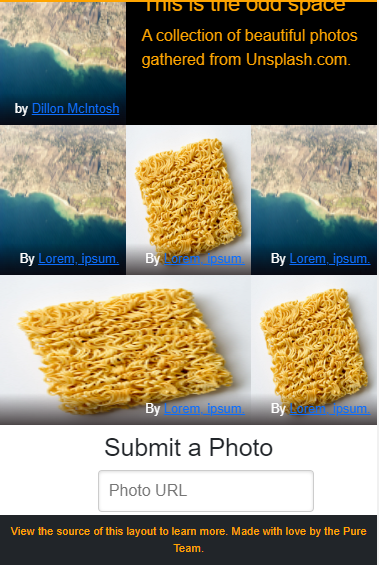 This is the odd space
A collection of beautiful photos
gathered from Unsplash.com.
by Dillon McIntosh
By Lorem, ipsum.
By Lorem, ipsum.
By Lorem, ipsum.
By Lorem, ipsum.
By Lorem, ipsum.
Submit a Photo
Photo URL
View the source of this layout to learn more. Made with love by the Pure
Team.